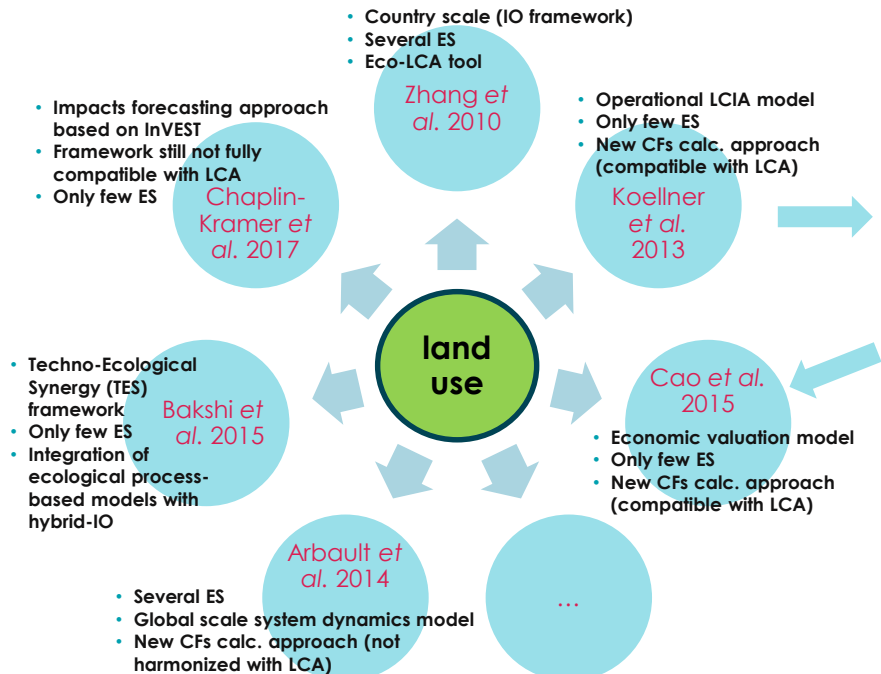 • Country scale (IO framework)
• Several ES
• Eco-LCA tool
Zhang et
al. 2010
• Impacts forecasting approach
based on InVEST
• Framework still not fully
compatible with LCA
• Only few ES
Chaplin-
Kramer et
al. 2017
• Operational LCIA model
• Only few ES
• New CFs calc. approach
(compatible with LCA)
Koellner
et al.
2013
land
use
• Techno-Ecological
Synergy (TES)
framework
• Only few ES
• Integration of
ecological process-
based models with
hybrid-IO
Bakshi et
al. 2015
Cao et al.
2015
• Economic valuation model
• Only few ES
• New CFs calc. approach
(compatible with LCA)
Arbault et
al. 2014
• Several ES
• Global scale system dynamics model
• New CFs calc. approach (not
harmonized with LCA)
...